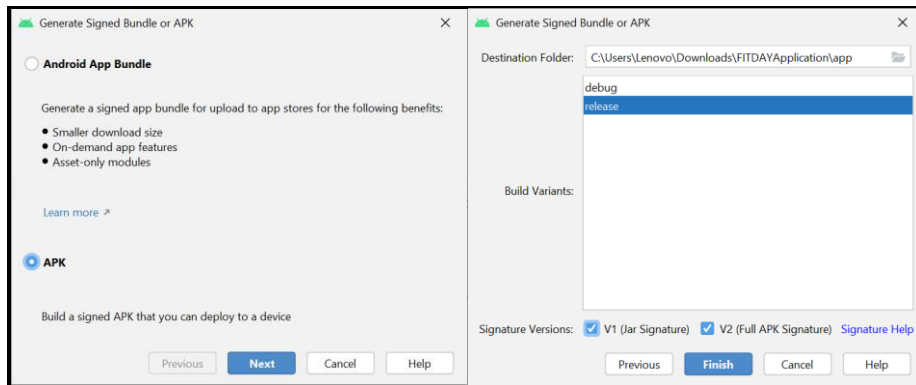 Generate Signed Bundle or APK
Android App Bundle
Generate a signed app bundle for upload to app stores for the following benefits:
• Smaller download size
• On-demand app features
• Asset-only modules
Learn more ↗
APK
Build a signed APK that you can deploy to a device
Previous Next Cancel Help
Generate Signed Bundle or APK
Destination Folder: C:\Users\Lenovo\Downloads\FITDAYApplication\app
debug
release
Build Variants:
Signature Versions: V1 (Jar Signature) V2 (Full APK Signature) Signature Help
Previous Finish Cancel Help